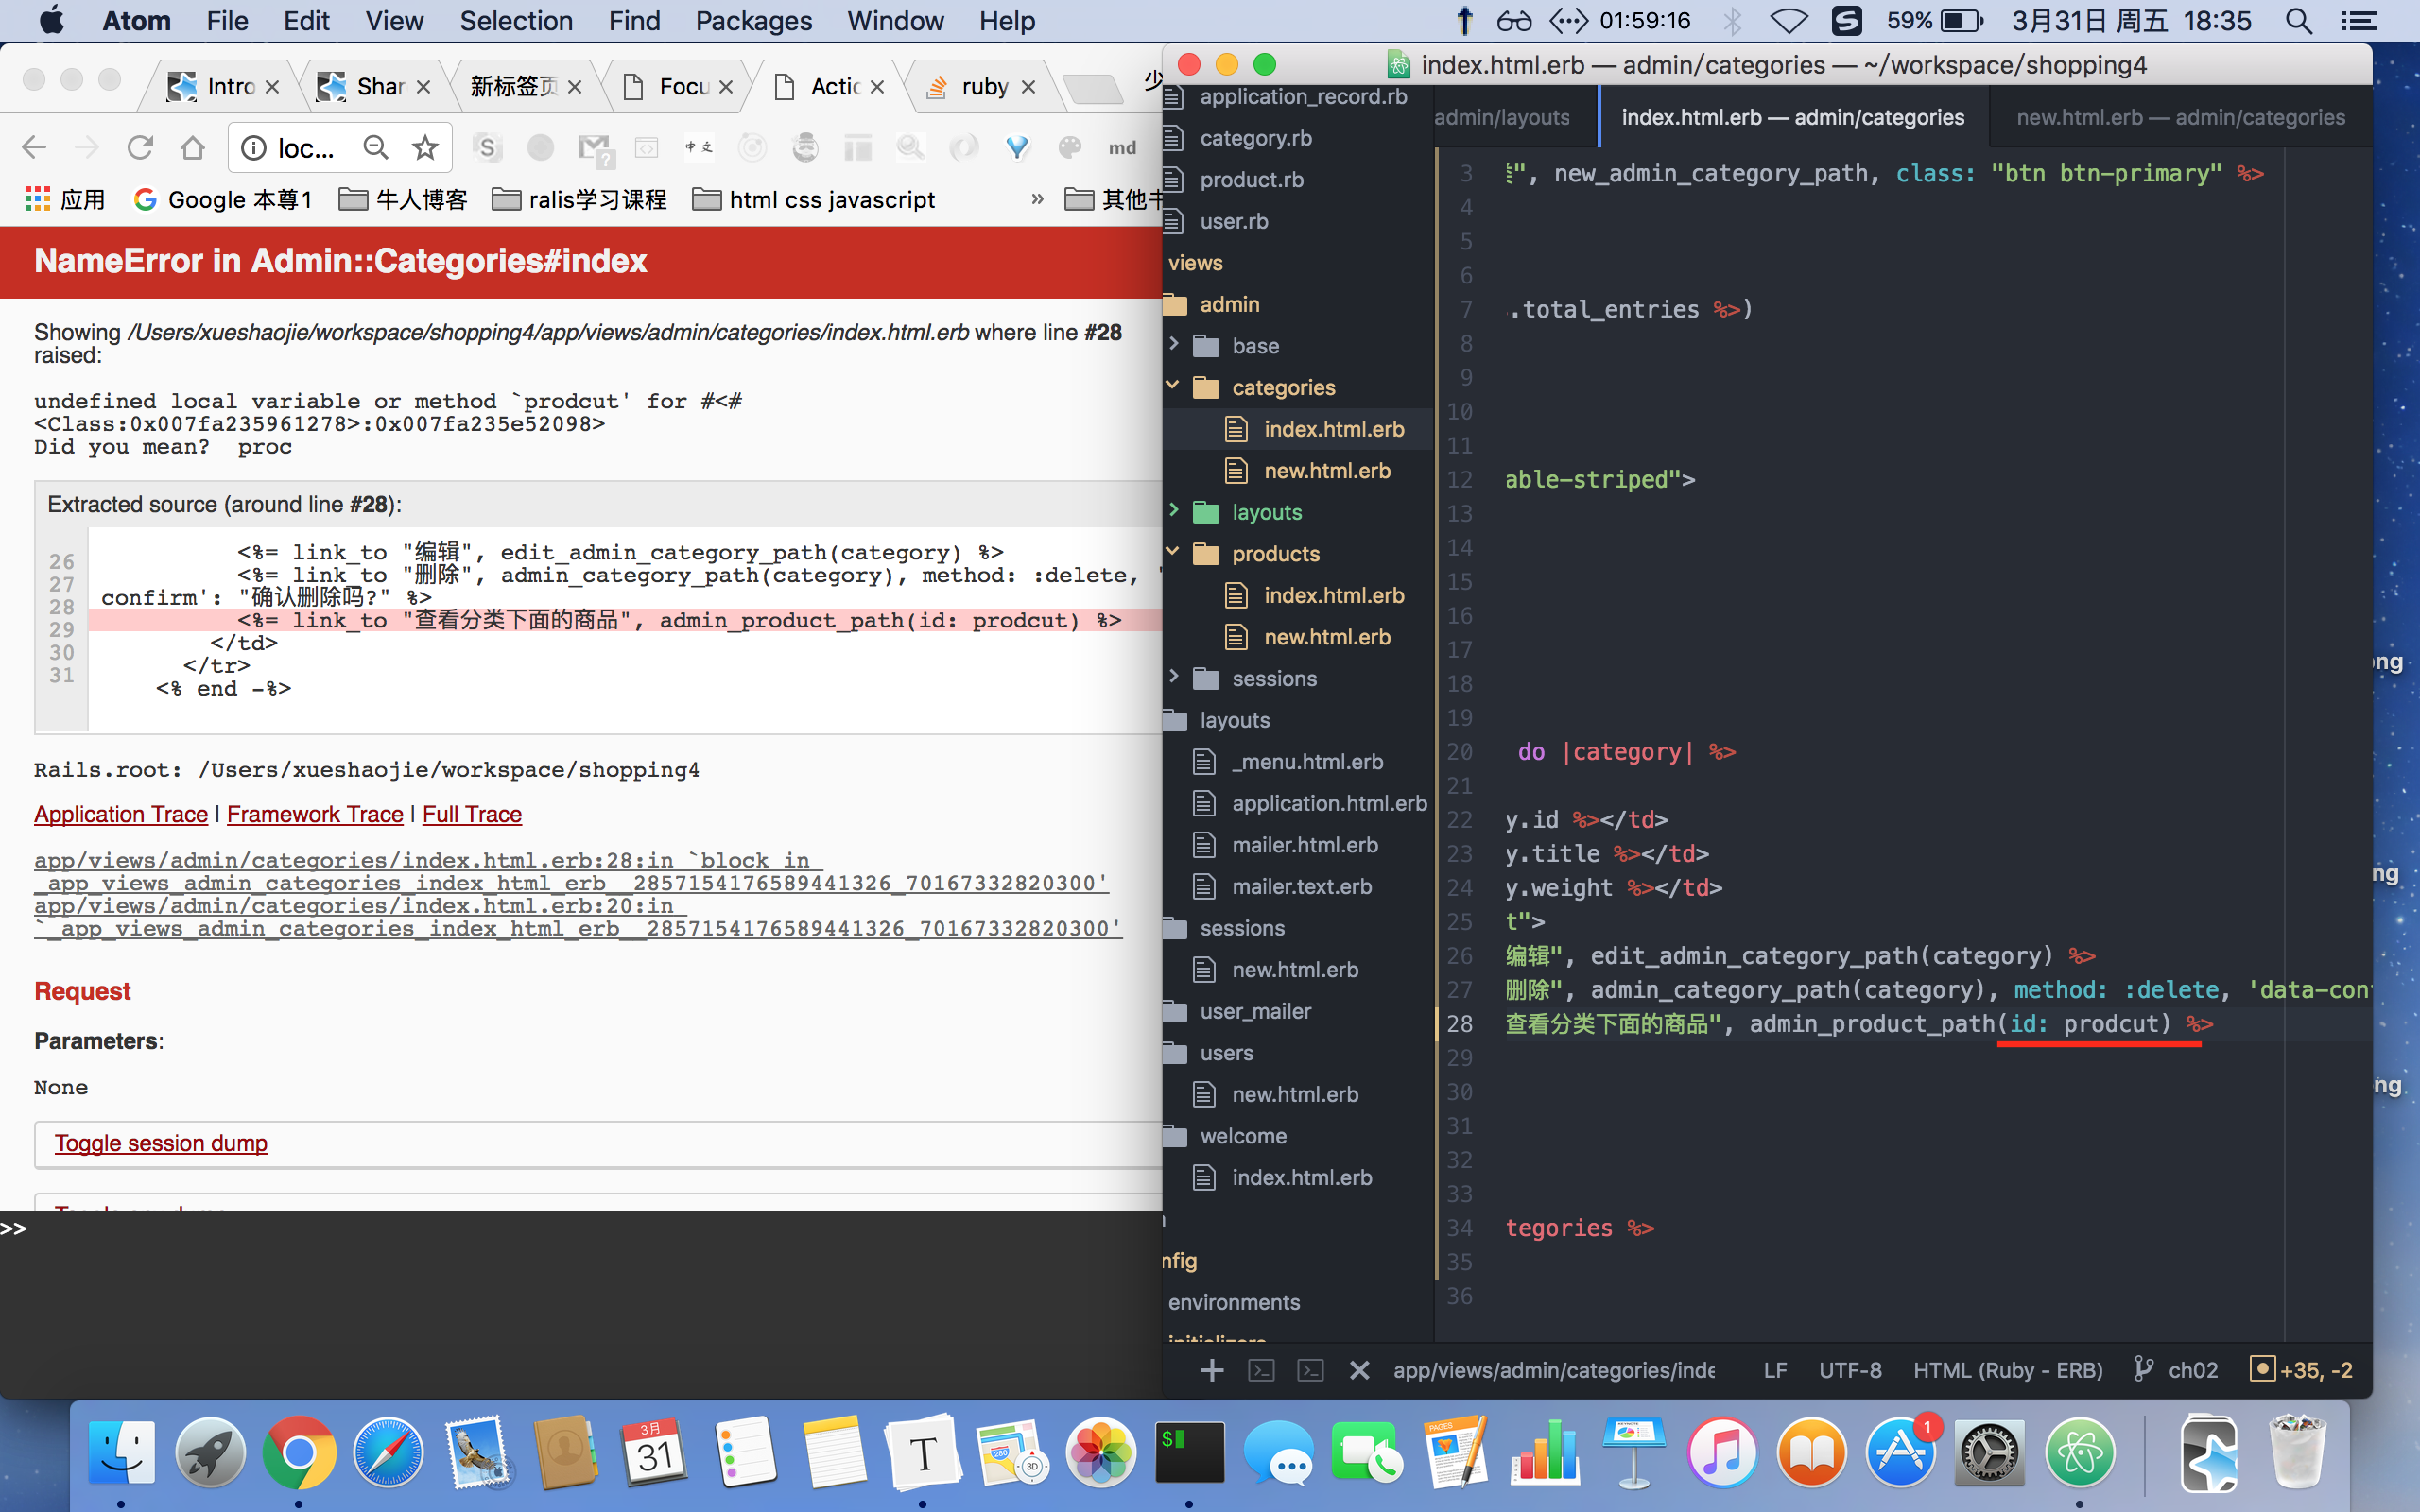 Atom File Edit View Selection Find Packages Window Help 01:59:16 59% 3月31日 周五 18:35
Intro Shar 新标签页 Focu Actic ruby 少
loc... 中文 md
应用 Google 本尊1 牛人博客 ralis学习课程 html css javascript » 其他书
NameError in Admin::Categories#index
Showing /Users/xueshaojie/workspace/shopping4/app/views/admin/categories/index.html.erb where line #28
raised:
undefined local variable or method `prodcut' for #<#
<Class:0x007fa235961278>:0x007fa235e52098>
Did you mean?  proc
Extracted source (around line #28):
26 <%= link_to "编辑", edit_admin_category_path(category) %>
27 <%= link_to "删除", admin_category_path(category), method: :delete, '
confirm': "确认删除吗?" %>
28 <%= link_to "查看分类下面的商品", admin_product_path(id: prodcut) %>
29 </td>
30 </tr>
31 <% end -%>
Rails.root: /Users/xueshaojie/workspace/shopping4
Application Trace | Framework Trace | Full Trace
app/views/admin/categories/index.html.erb:28:in `block in
_app_views_admin_categories_index_html_erb__2857154176589441326_70167332820300'
app/views/admin/categories/index.html.erb:20:in
`_app_views_admin_categories_index_html_erb__2857154176589441326_70167332820300'
Request
Parameters:
None
Toggle session dump
Toggle env dump
>>
index.html.erb — admin/categories — ~/workspace/shopping4
application_record.rb
category.rb
product.rb
user.rb
views
admin
base
categories
index.html.erb
new.html.erb
layouts
products
index.html.erb
new.html.erb
sessions
layouts
_menu.html.erb
application.html.erb
mailer.html.erb
mailer.text.erb
sessions
new.html.erb
user_mailer
users
new.html.erb
welcome
index.html.erb
nfig
environments
initializers
admin/layouts index.html.erb — admin/categories new.html.erb — admin/categories
3 ", new_admin_category_path, class: "btn btn-primary" %>
4
5
6
7 .total_entries %>)
8
9
10
11
12 able-striped">
13
14
15
16
17
18
19
20 do |category| %>
21
22 y.id %></td>
23 y.title %></td>
24 y.weight %></td>
25 t">
26 编辑", edit_admin_category_path(category) %>
27 删除", admin_category_path(category), method: :delete, 'data-con
28 查看分类下面的商品", admin_product_path(id: prodcut) %>
29
30
31
32
33
34 tegories %>
35
36
app/views/admin/categories/inde LF UTF-8 HTML (Ruby - ERB) ch02 +35, -2
ng
ng
ng
3月
31
T
280
3D
$
PAGES
KEYNOTE
1